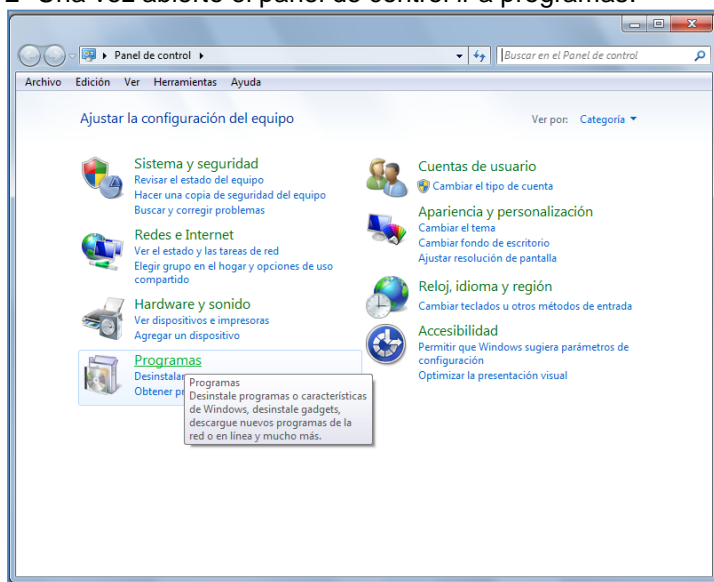 2- Una vez abierto el panel de control ir a programas.
Panel de control
Buscar en el Panel de control
Archivo Edición Ver Herramientas Ayuda
Ajustar la configuración del equipo
Ver por: Categoría
Sistema y seguridad
Revisar el estado del equipo
Hacer una copia de seguridad del equipo
Buscar y corregir problemas
Redes e Internet
Ver el estado y las tareas de red
Elegir grupo en el hogar y opciones de uso
compartido
Hardware y sonido
Ver dispositivos e impresoras
Agregar un dispositivo
Programas
Desinstalar
Obtener
Programas
Desinstale programas o características
de Windows, desinstale gadgets,
descargue nuevos programas de la
red o en línea y mucho más.
Cuentas de usuario
Cambiar el tipo de cuenta
Apariencia y personalización
Cambiar el tema
Cambiar fondo de escritorio
Ajustar resolución de pantalla
Reloj, idioma y región
Cambiar teclados u otros métodos de entrada
Accesibilidad
Permitir que Windows sugiera parámetros de
configuración
Optimizar la presentación visual